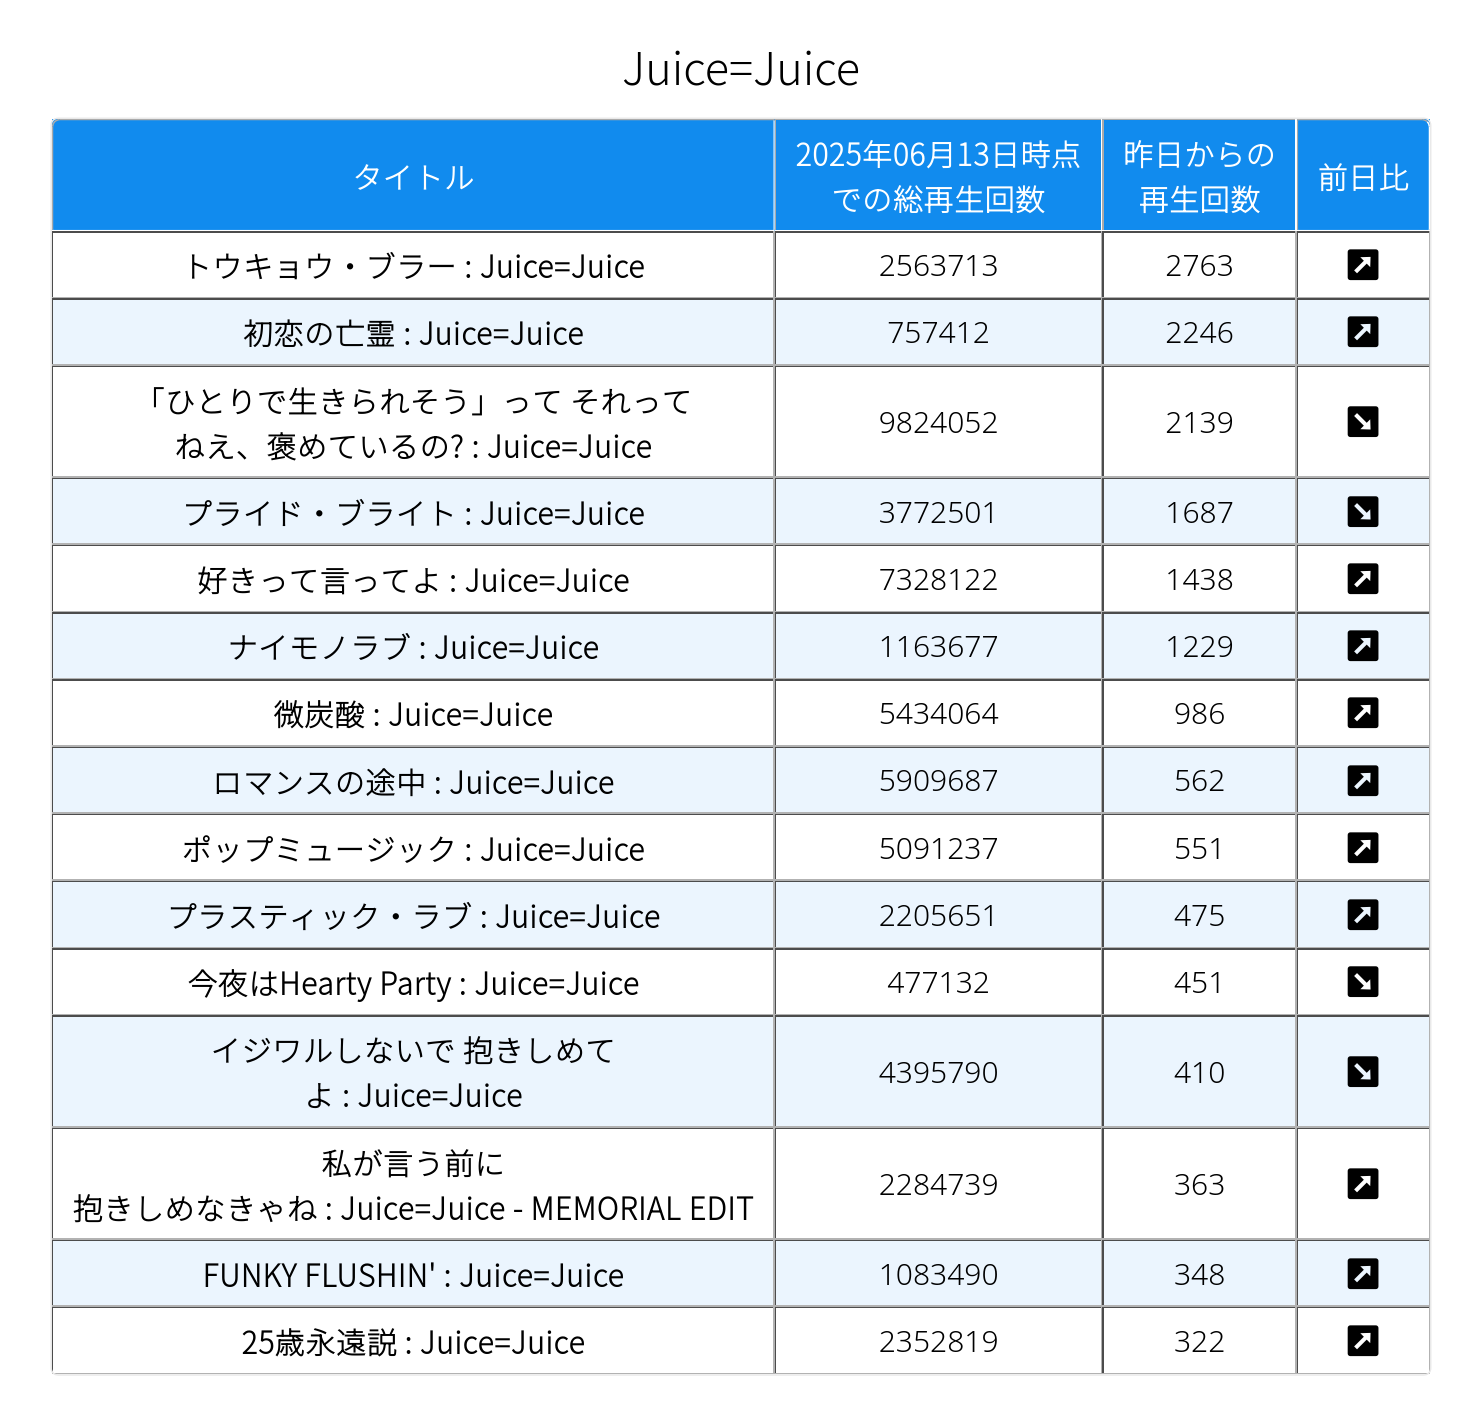 Juice=Juice
タイトル
2025年06月13日時点
での総再生回数
昨日からの
再生回数
前日比
トウキョウ・ブラー : Juice=Juice 2563713 2763 ↗
初恋の亡霊 : Juice=Juice 757412 2246 ↗
「ひとりで生きられそう」って それって
ねえ、褒めているの? : Juice=Juice 9824052 2139 ↘
プライド・ブライト : Juice=Juice 3772501 1687 ↘
好きって言ってよ : Juice=Juice 7328122 1438 ↗
ナイモノラブ : Juice=Juice 1163677 1229 ↗
微炭酸 : Juice=Juice 5434064 986 ↗
ロマンスの途中 : Juice=Juice 5909687 562 ↗
ポップミュージック : Juice=Juice 5091237 551 ↗
プラスティック・ラブ : Juice=Juice 2205651 475 ↗
今夜はHearty Party : Juice=Juice 477132 451 ↘
イジワルしないで 抱きしめて
よ : Juice=Juice 4395790 410 ↘
私が言う前に
抱きしめなきゃね : Juice=Juice - MEMORIAL EDIT 2284739 363 ↗
FUNKY FLUSHIN' : Juice=Juice 1083490 348 ↗
25歳永遠説 : Juice=Juice 2352819 322 ↗